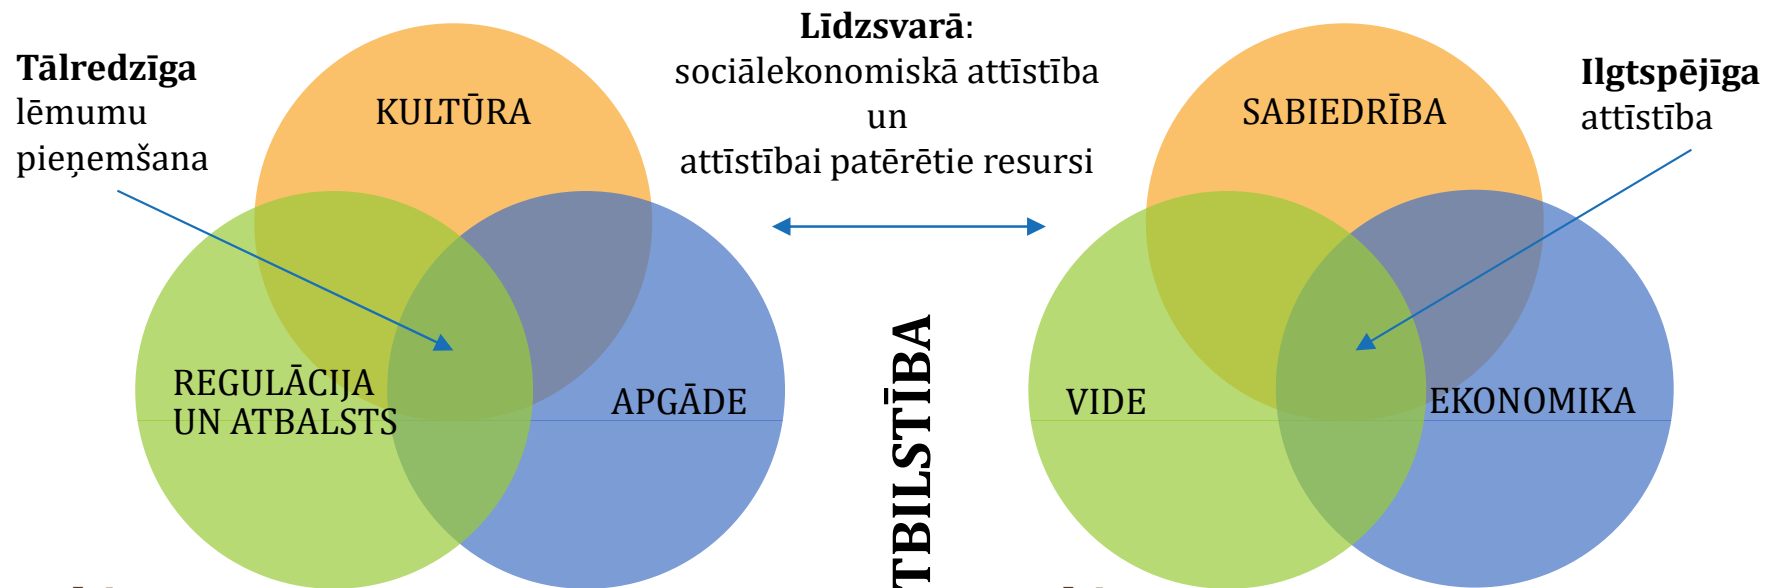 Tālredzīga
lēmumu
pieņemšana
KULTŪRA
REGULĀCIJA
UN ATBALSTS
APGĀDE
Līdzsvarā:
sociālekonomiskā attīstība
un
attīstībai patērētie resursi
TBILSTĪBA
SABIEDRĪBA
VIDE
EKONOMIKA
Ilgtspējīga
attīstība